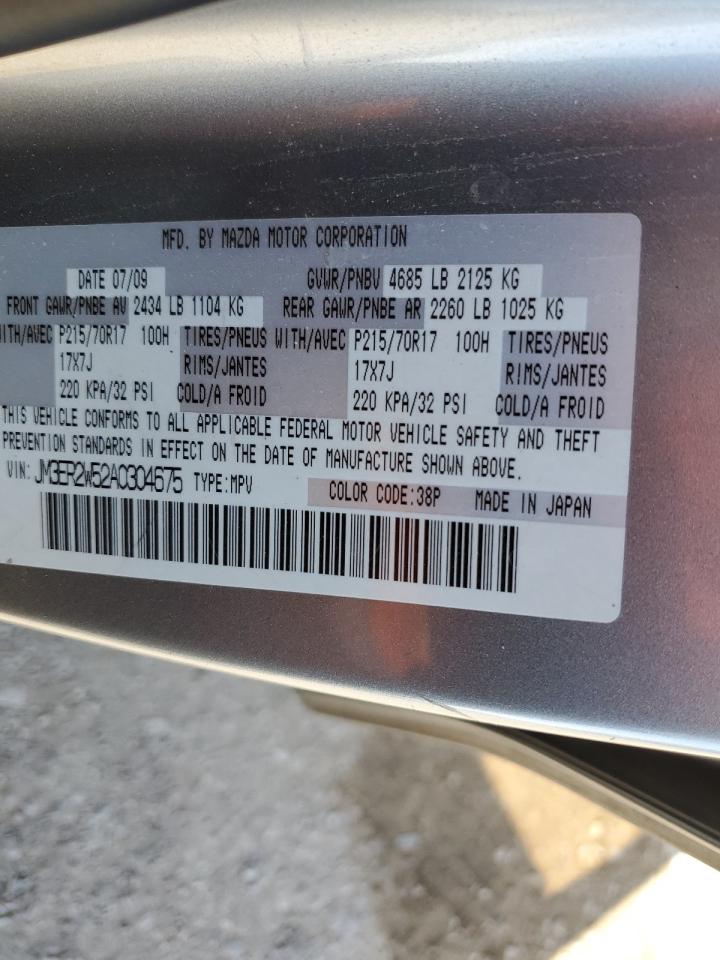 MFD. BY MAZDA MOTOR CORPORATION
DATE 07/09 GVWR/PNBV 4685 LB 2125 KG
FRONT GAWR/PNBE AV 2434 LB 1104 KG REAR GAWR/PNBE AR 2260 LB 1025 KG
WITH/AVEC P215/70R17 100H TIRES/PNEUS WITH/AVEC P215/70R17 100H TIRES/PNEUS
17X7J RIMS/JANTES 17X7J RIMS/JANTES
220 KPA/32 PSI COLD/A FROID 220 KPA/32 PSI COLD/A FROID
THIS VEHICLE CONFORMS TO ALL APPLICABLE FEDERAL MOTOR VEHICLE SAFETY AND THEFT
PREVENTION STANDARDS IN EFFECT ON THE DATE OF MANUFACTURE SHOWN ABOVE.
VIN: JM3ER2W52A0304675 TYPE:MPV COLOR CODE:38P MADE IN JAPAN